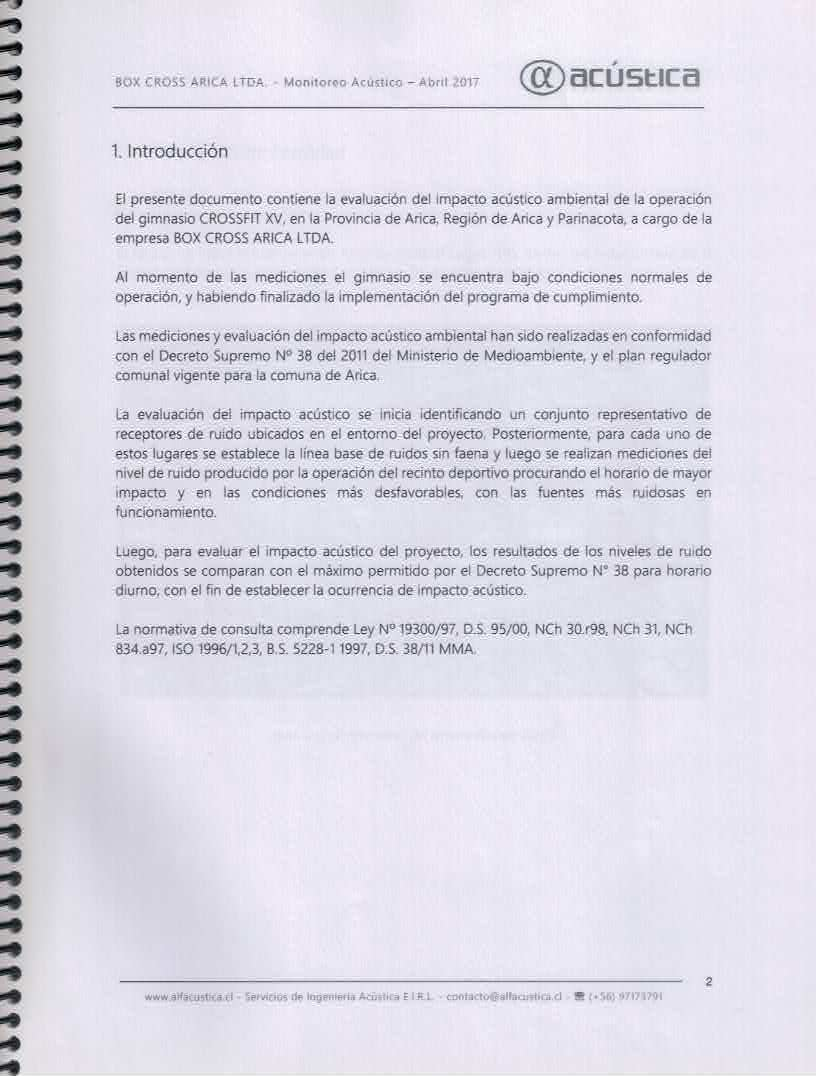 BOX CROSS ARICA LTDA. - Monitoreo Acústico – Abril 2017
α acústica
1. Introducción
El presente documento contiene la evaluación del impacto acústico ambiental de la operación
del gimnasio CROSSFIT XV, en la Provincia de Arica, Región de Arica y Parinacota, a cargo de la
empresa BOX CROSS ARICA LTDA.
Al momento de las mediciones el gimnasio se encuentra bajo condiciones normales de
operación, y habiendo finalizado la implementación del programa de cumplimiento.
Las mediciones y evaluación del impacto acústico ambiental han sido realizadas en conformidad
con el Decreto Supremo Nº 38 del 2011 del Ministerio de Medioambiente, y el plan regulador
comunal vigente para la comuna de Arica.
La evaluación del impacto acústico se inicia identificando un conjunto representativo de
receptores de ruido ubicados en el entorno del proyecto. Posteriormente, para cada uno de
estos lugares se establece la línea base de ruidos sin faena y luego se realizan mediciones del
nivel de ruido producido por la operación del recinto deportivo procurando el horario de mayor
impacto y en las condiciones más desfavorables, con las fuentes más ruidosas en
funcionamiento.
Luego, para evaluar el impacto acústico del proyecto, los resultados de los niveles de ruido
obtenidos se comparan con el máximo permitido por el Decreto Supremo N° 38 para horario
diurno, con el fin de establecer la ocurrencia de impacto acústico.
La normativa de consulta comprende Ley Nº 19300/97, D.S. 95/00, NCh 30.r98, NCh 31, NCh
834.a97, ISO 1996/1,2,3, B.S. 5228-1 1997, D.S. 38/11 MMA.
2
www.alfacustica.cl - Servicios de Ingeniería Acústica E.I.R.L. - contacto@alfacustica.cl - ☎ (+56) 97173791